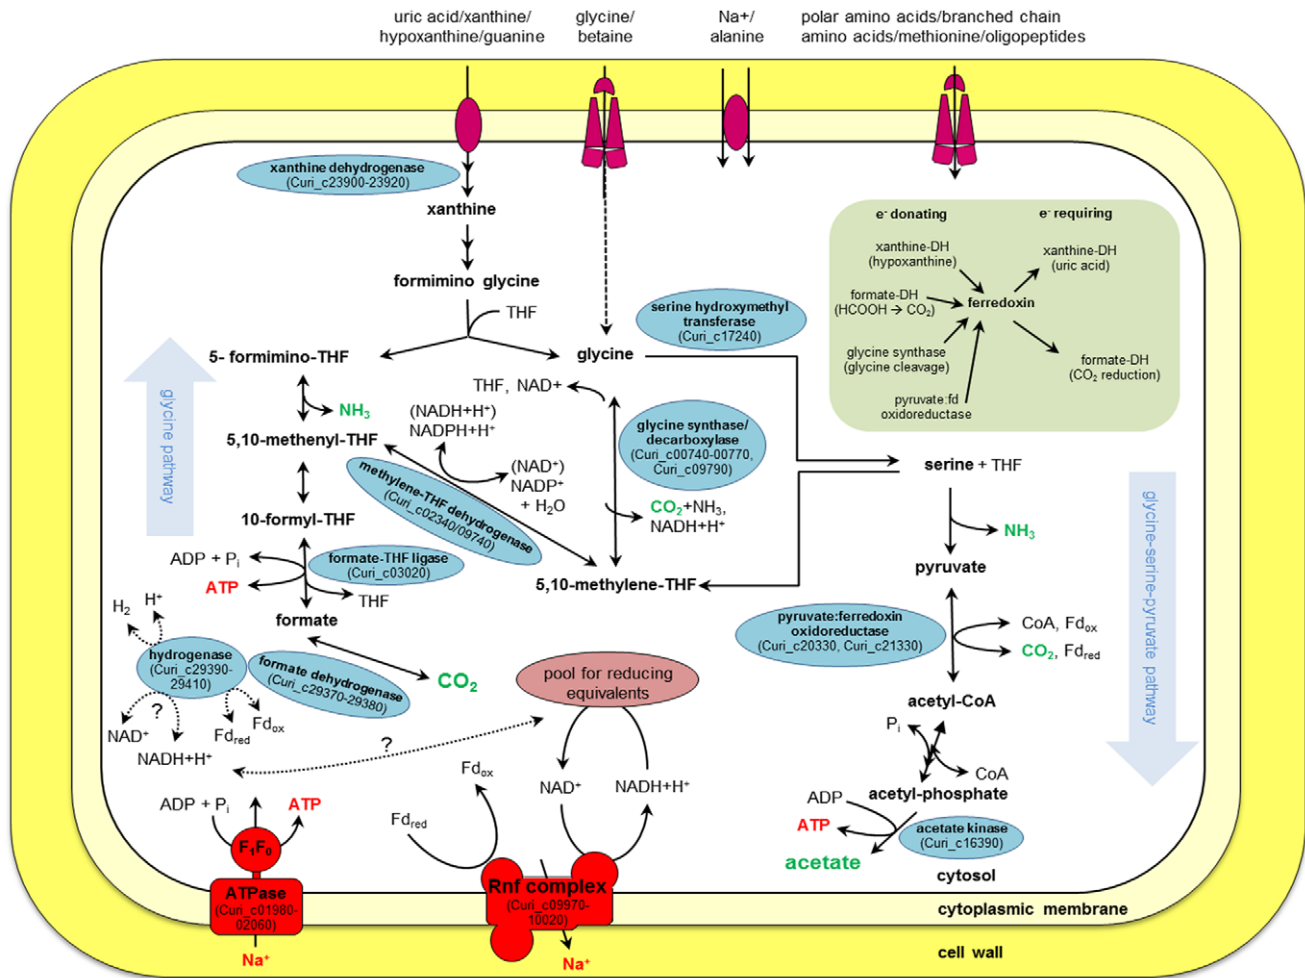 uric acid/xanthine/
hypoxanthine/guanine
glycine/
betaine
Na+/
alanine
polar amino acids/branched chain
amino acids/methionine/oligopeptides
xanthine dehydrogenase
(Curi_c23900-23920)
xanthine
formimino glycine
THF
5- formimino-THF
glycine
serine hydroxymethyl
transferase
(Curi_c17240)
e⁻ donating
e⁻ requiring
xanthine-DH
(hypoxanthine)
xanthine-DH
(uric acid)
formate-DH
(HCOOH → CO₂)
ferredoxin
glycine synthase
(glycine cleavage)
formate-DH
(CO₂ reduction)
pyruvate:fd
oxidoreductase
glycine pathway
NH₃
THF, NAD+
(NADH+H⁺)
NADPH+H⁺
5,10-methenyl-THF
glycine synthase/
decarboxylase
(Curi_c00740-00770,
Curi_c09790)
methylene-THF dehydrogenase
(Curi_c02340/09740)
(NAD⁺)
NADP⁺
+ H₂O
CO₂+NH₃,
NADH+H⁺
serine + THF
NH₃
pyruvate
glycine-serine-pyruvate pathway
10-formyl-THF
ADP + Pᵢ
ATP
formate-THF ligase
(Curi_c03020)
THF
5,10-methylene-THF
formate
H₂
H⁺
hydrogenase
(Curi_c29390-
29410)
formate dehydrogenase
(Curi_c29370-29380)
CO₂
?
NAD⁺
NADH+H⁺
Fdred
Fdox
pool for reducing
equivalents
?
pyruvate:ferredoxin
oxidoreductase
(Curi_c20330, Curi_c21330)
CoA, Fdox
CO₂, Fdred
acetyl-CoA
Pᵢ
CoA
acetyl-phosphate
ADP
ATP
acetate kinase
(Curi_c16390)
acetate
Fdox
Fdred
NAD⁺
NADH+H⁺
ADP + Pᵢ
ATP
F₁F₀
ATPase
(Curi_c01980-
02060)
Na⁺
Rnf complex
(Curi_c09970-
10020)
Na⁺
cytosol
cytoplasmic membrane
cell wall